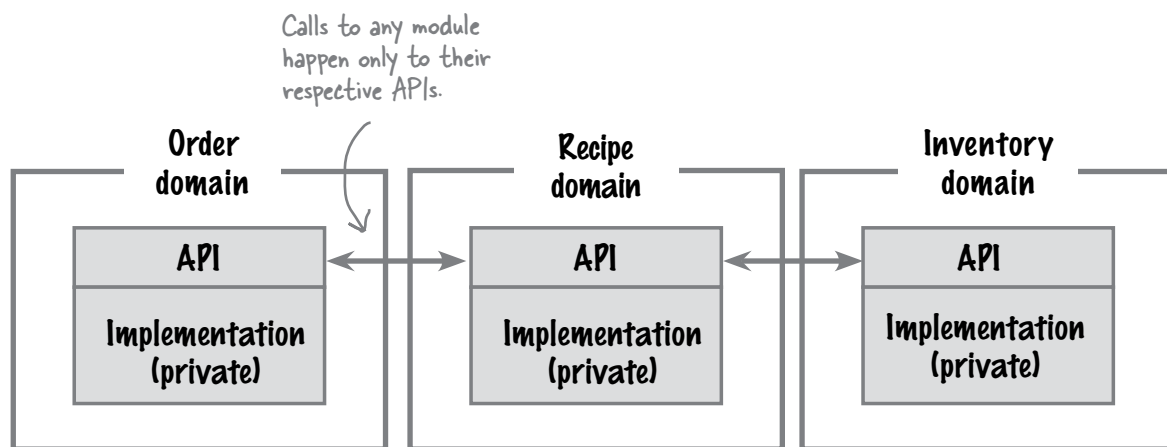 Calls to any module
happen only to their
respective APIs.
Order
domain
Recipe
domain
Inventory
domain
API
API
API
Implementation
(private)
Implementation
(private)
Implementation
(private)